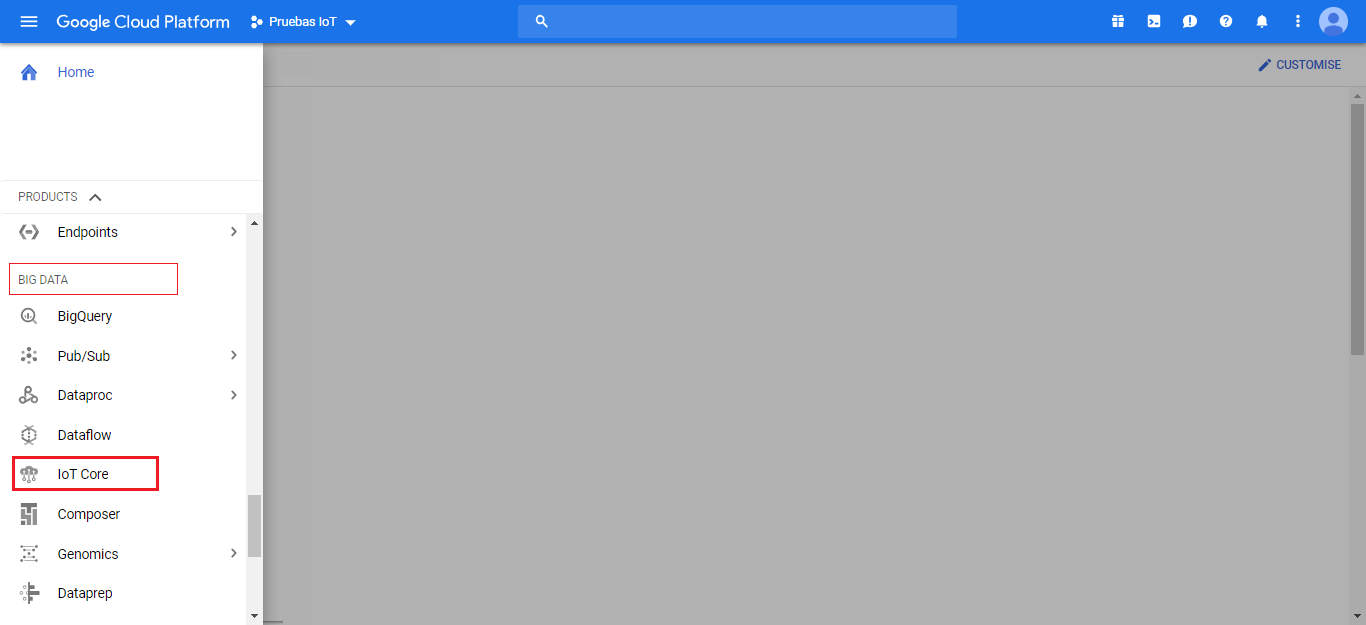 Google Cloud Platform
Pruebas IoT
Home
CUSTOMISE
PRODUCTS
Endpoints
BIG DATA
BigQuery
Pub/Sub
Dataproc
Dataflow
IoT Core
Composer
Genomics
Dataprep